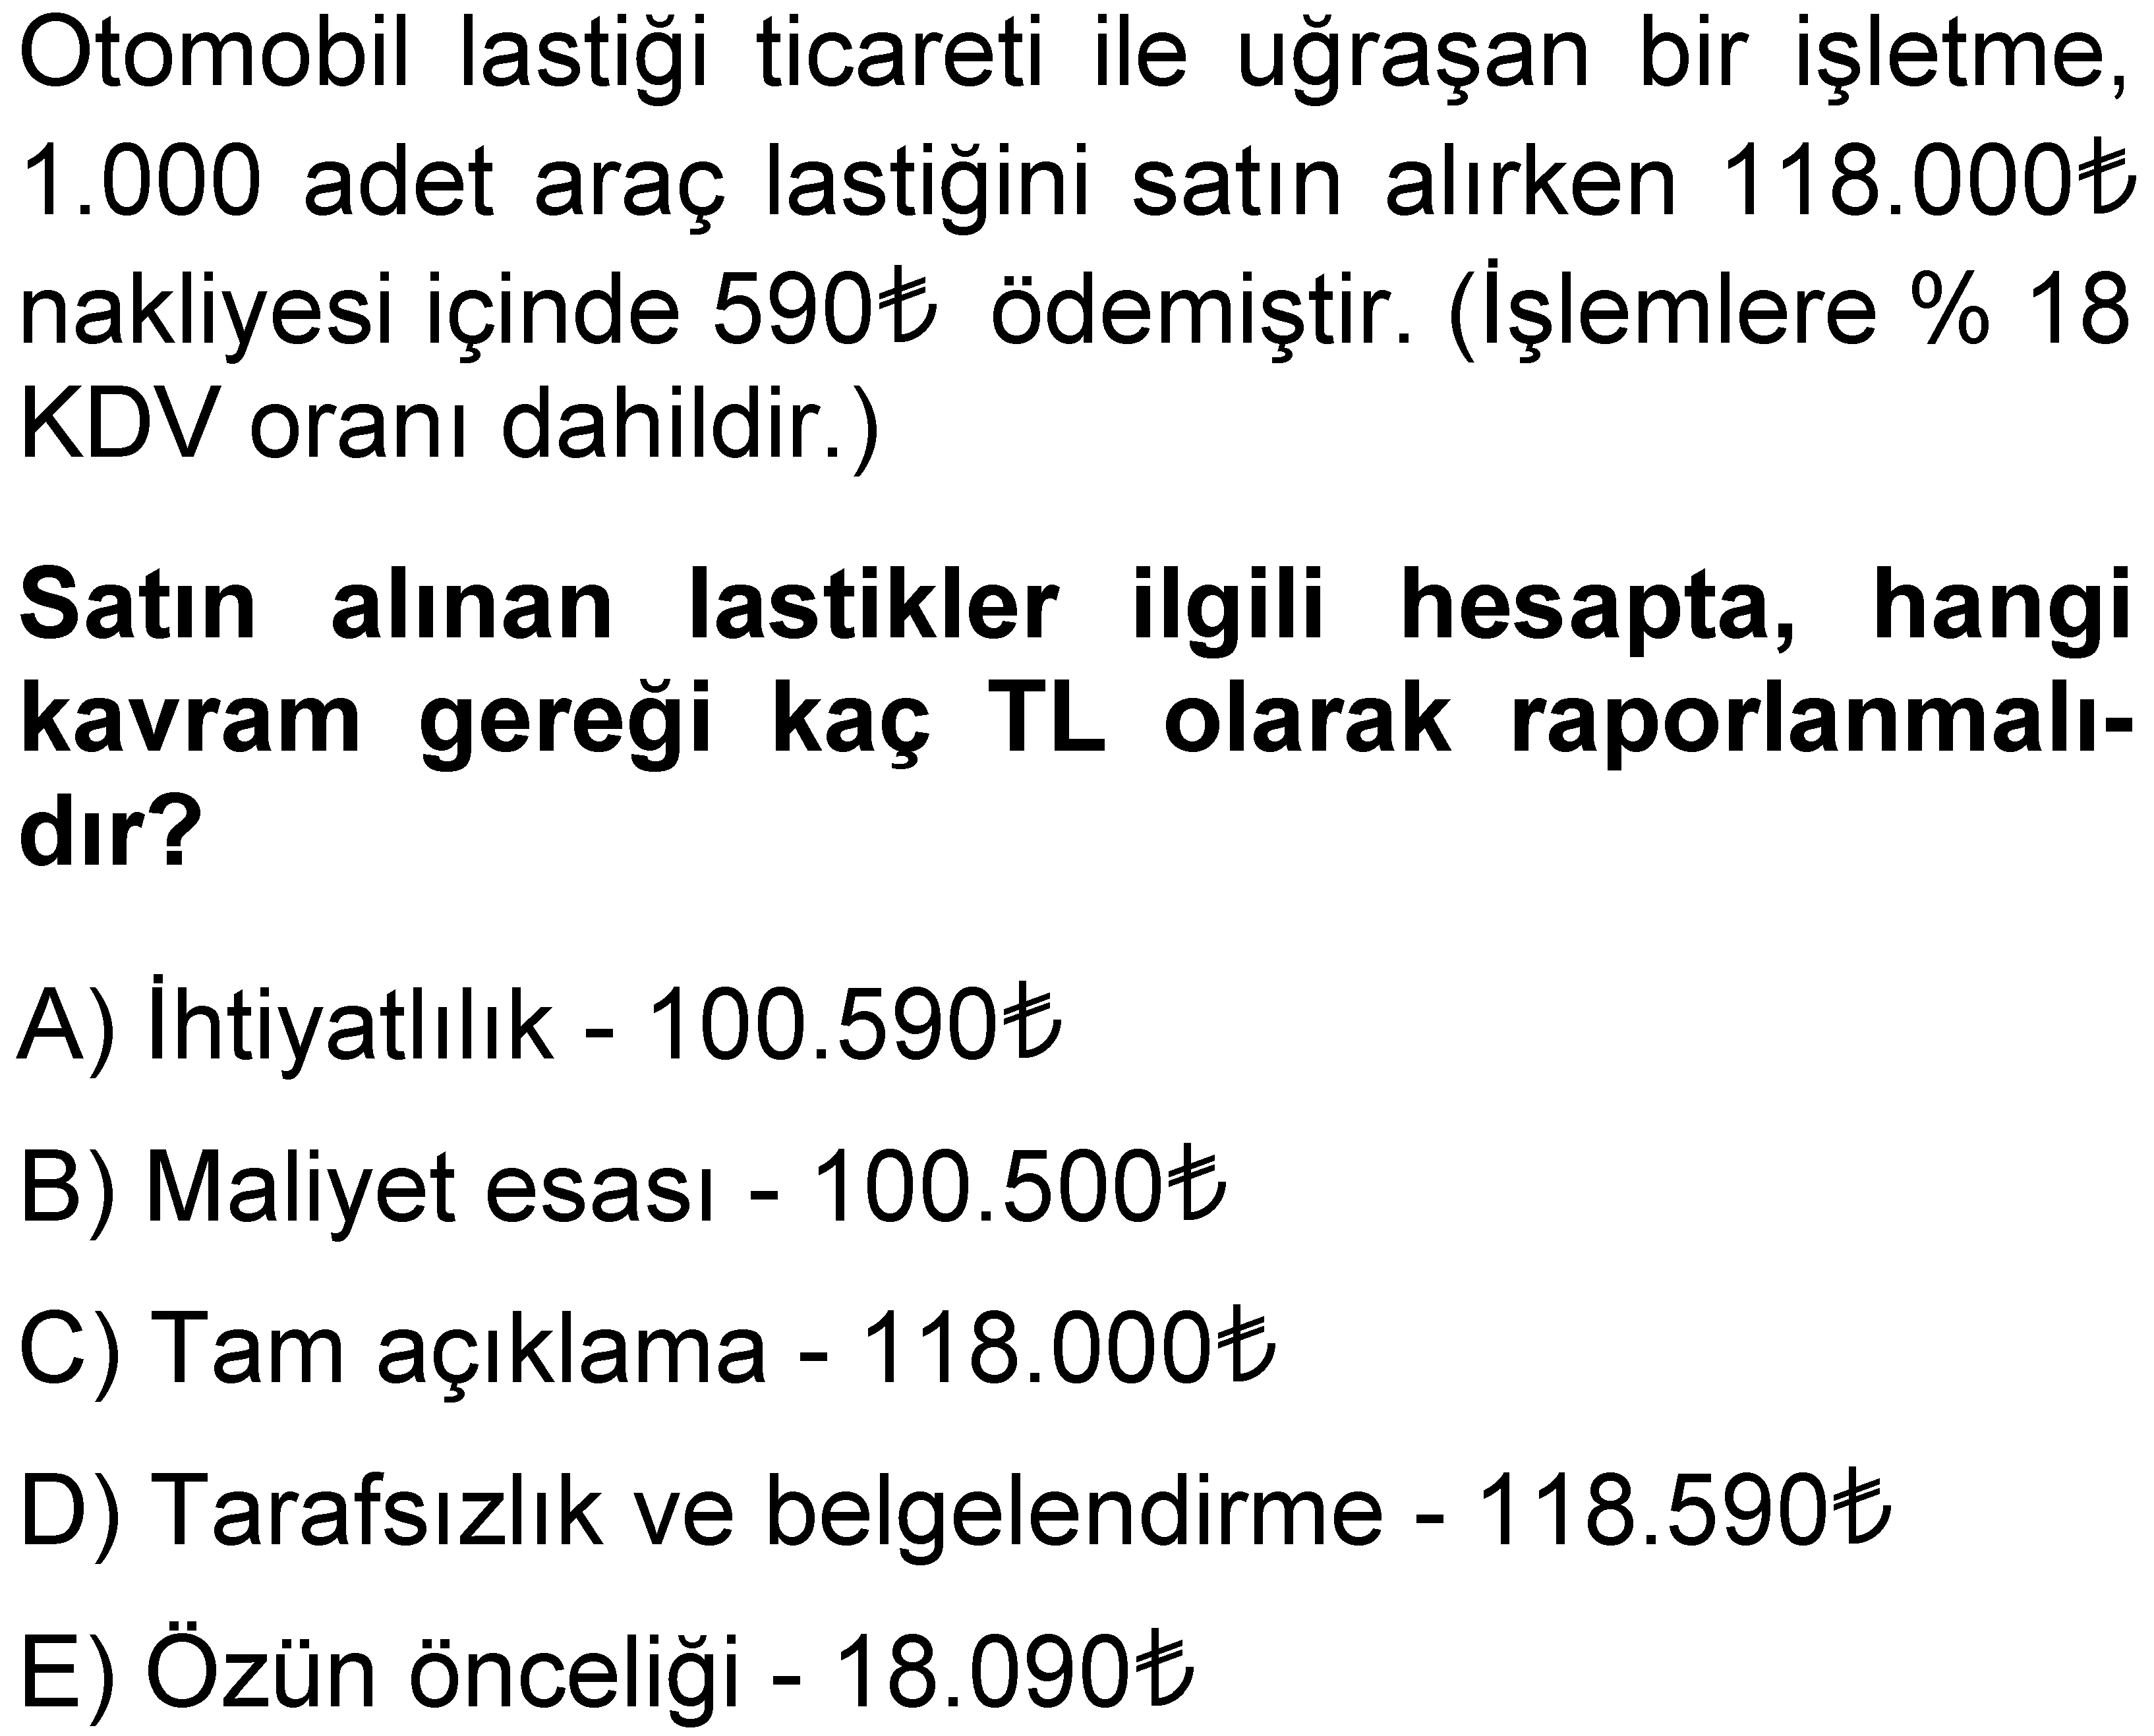 Otomobil lastiği ticareti ile uğraşan bir işletme,
1.000 adet araç lastiğini satın alırken 118.000₺
nakliyesi içinde 590₺ ödemiştir. (İşlemlere % 18
KDV oranı dahildir.)
Satın alınan lastikler ilgili hesapta, hangi
kavram gereği kaç TL olarak raporlanmalı-
dır?
A) İhtiyatlılık - 100.590₺
B) Maliyet esası - 100.500₺
C) Tam açıklama - 118.000₺
D) Tarafsızlık ve belgelendirme - 118.590₺
E) Özün önceliği - 18.090₺